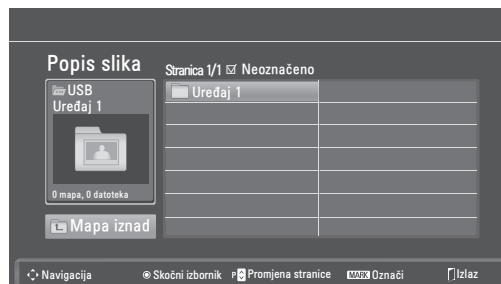 Popis slika
Stranica 1/1 ☑ Neoznačeno
USB
Uređaj 1
Uređaj 1
0 mapa, 0 datoteka
Mapa iznad
Navigacija
Skočni izbornik
P Promjena stranice
MARK Označi
Izlaz